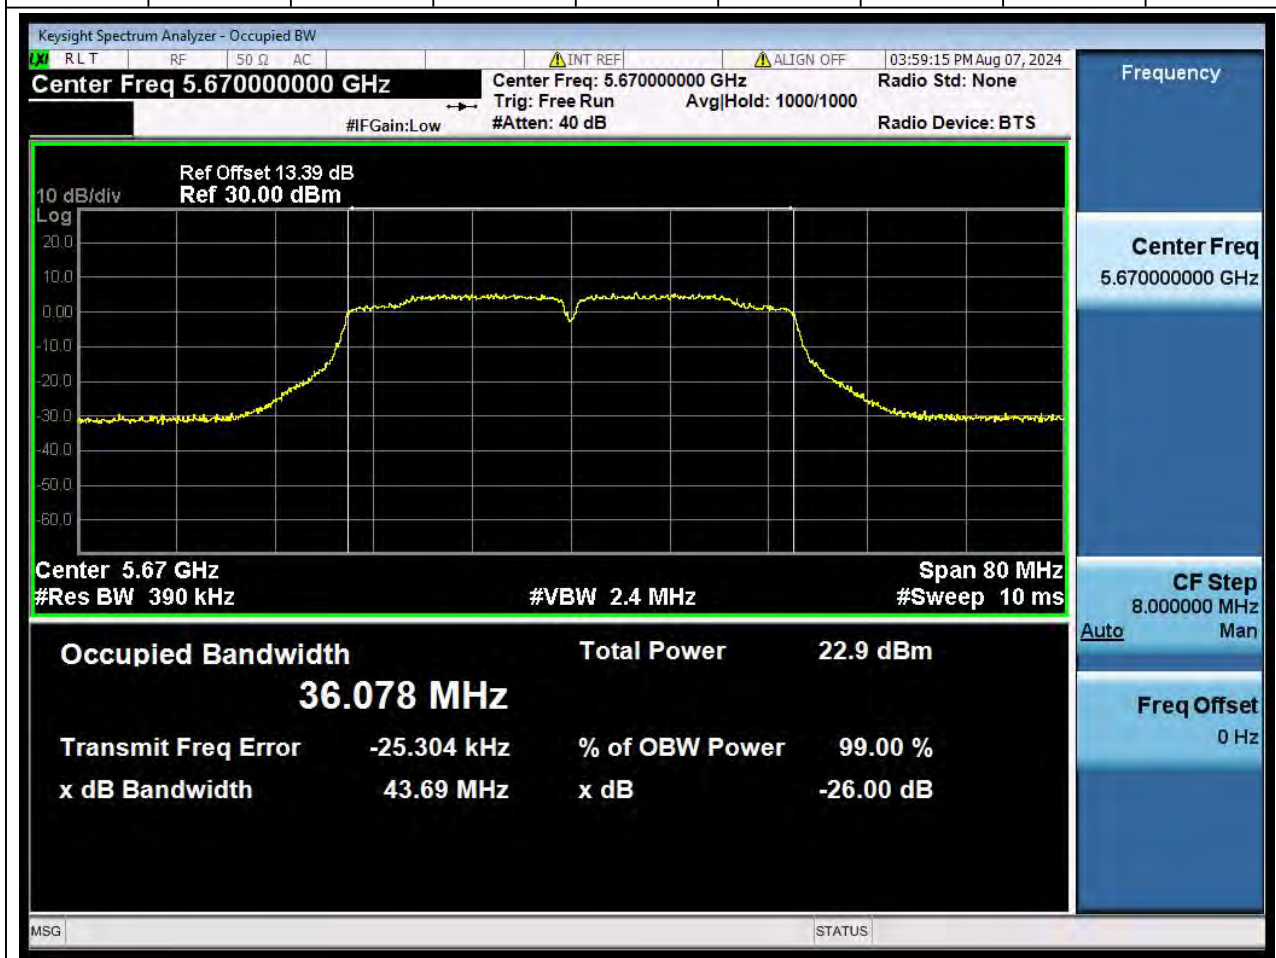 Keysight Spectrum Analyzer - Occupied BW
LXI RLT RF 50 Ω AC INT REF ALIGN OFF 03:59:15 PM Aug 07, 2024
Center Freq 5.670000000 GHz
Center Freq: 5.670000000 GHz Radio Std: None
Trig: Free Run Avg|Hold: 1000/1000
#IFGain:Low #Atten: 40 dB Radio Device: BTS
Ref Offset 13.39 dB
10 dB/div Ref 30.00 dBm
Log
20.0
10.0
0.00
-10.0
-20.0
-30.0
-40.0
-50.0
-60.0
Center 5.67 GHz Span 80 MHz
#Res BW 390 kHz #VBW 2.4 MHz #Sweep 10 ms
Occupied Bandwidth Total Power 22.9 dBm
36.078 MHz
Transmit Freq Error -25.304 kHz % of OBW Power 99.00 %
x dB Bandwidth 43.69 MHz x dB -26.00 dB
MSG STATUS
Frequency
Center Freq
5.670000000 GHz
CF Step
8.000000 MHz
Auto Man
Freq Offset
0 Hz